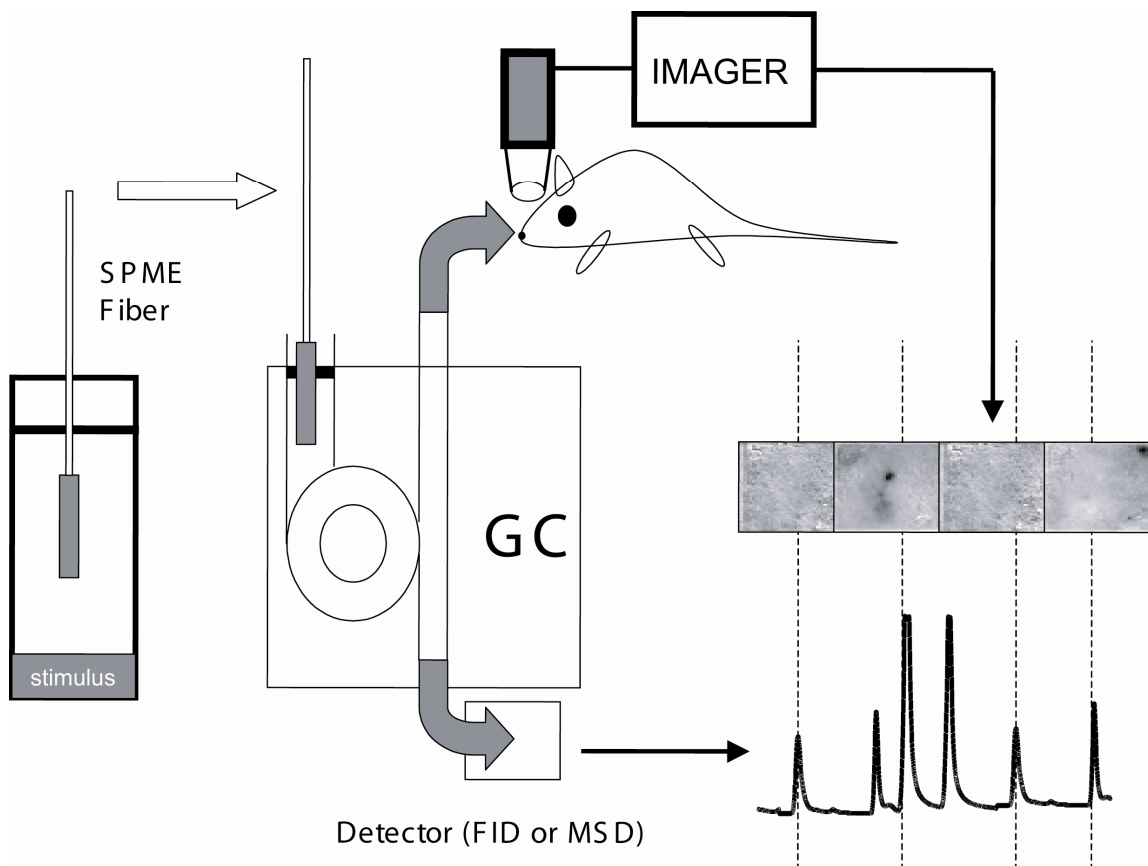 IMAGER
SPME
Fiber
GC
stimulus
Detector (FID or MSD)